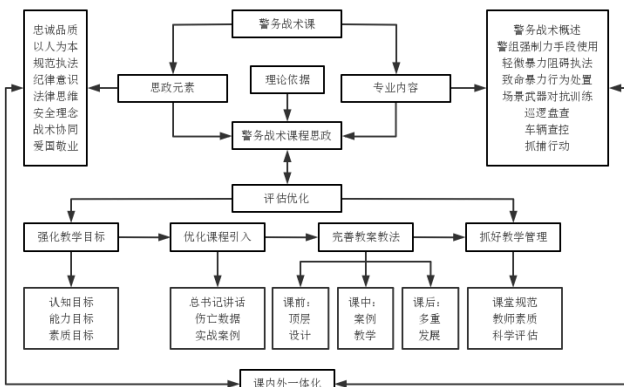 忠诚品质
以人为本
规范执法
纪律意识
法律思维
安全理念
战术协同
爱国敬业
警务战术课
思政元素
理论依据
专业内容
警务战术课程思政
警务战术概述
警组强制力手段使用
轻微暴力阻碍执法
致命暴力行为处置
场景武器对抗训练
巡逻盘查
车辆查控
抓捕行动
评估优化
强化教学目标
优化课程引入
完善教案教法
抓好教学管理
认知目标
能力目标
素质目标
总书记讲话
伤亡数据
实战案例
课前:
顶层
设计
课中:
案例
教学
课后:
多重
发展
课堂规范
教师素质
科学评估
课内外一体化